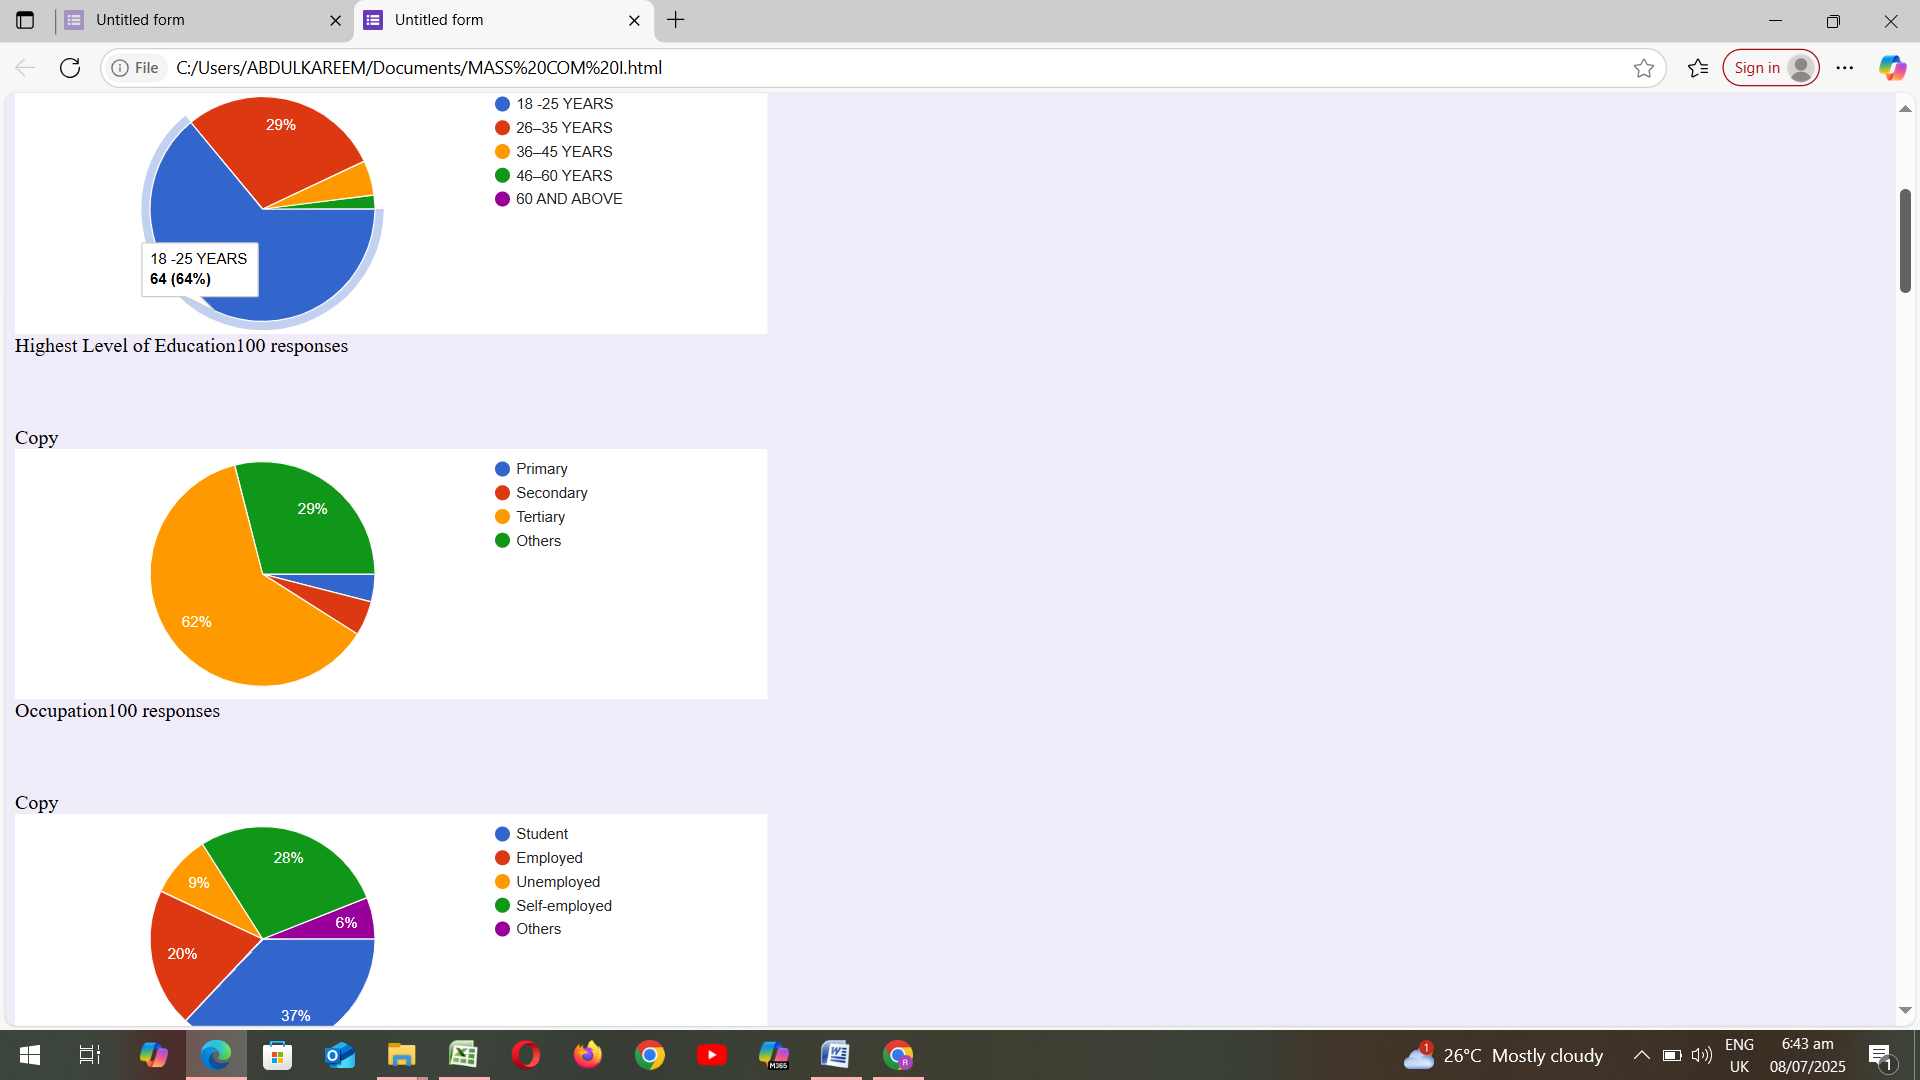 Untitled form
Untitled form
File
C:/Users/ABDULKAREEM/Documents/MASS%20COM%20I.html
Sign in
29%
18 -25 YEARS
64 (64%)
18 -25 YEARS
26–35 YEARS
36–45 YEARS
46–60 YEARS
60 AND ABOVE
Highest Level of Education100 responses
Copy
29%
62%
Primary
Secondary
Tertiary
Others
Occupation100 responses
Copy
28%
9%
6%
20%
37%
Student
Employed
Unemployed
Self-employed
Others
M365
1
26°C Mostly cloudy
ENG
UK
6:43 am
08/07/2025
1